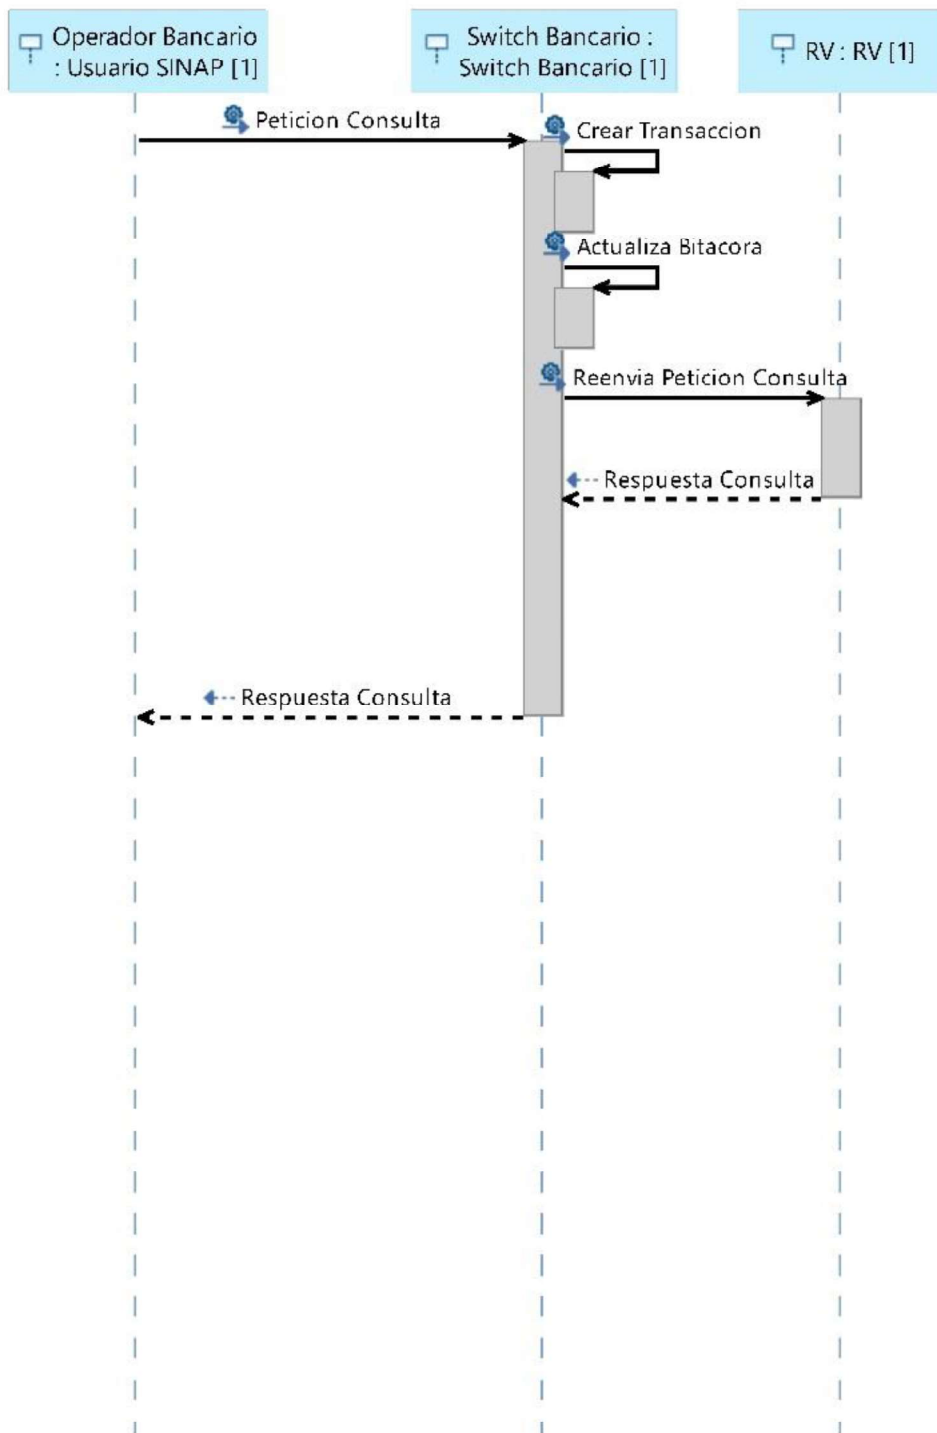 Operador Bancario
: Usuario SINAP [1]
Switch Bancario :
Switch Bancario [1]
RV : RV [1]
Peticion Consulta
Crear Transaccion
Actualiza Bitacora
Reenvia Peticion Consulta
Respuesta Consulta
Respuesta Consulta